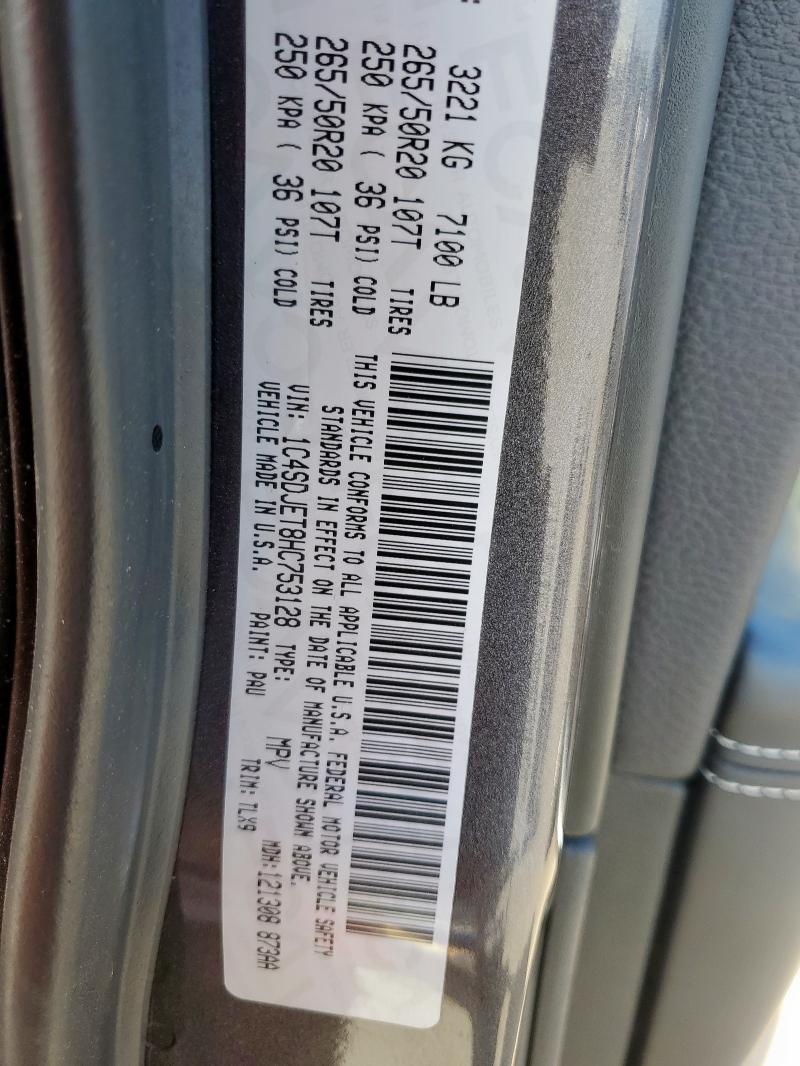 3221 KG 7100 LB
265/50R20 107T TIRES
250 KPA ( 36 PSI) COLD
265/50R20 107T TIRES
250 KPA ( 36 PSI) COLD
THIS VEHICLE CONFORMS TO ALL APPLICABLE U.S.A. FEDERAL MOTOR VEHICLE SAFETY
STANDARDS IN EFFECT ON THE DATE OF MANUFACTURE SHOWN ABOVE.
VIN: 1C4SDJET8HC753128 TYPE: MPV MDH:121308 873AA
VEHICLE MADE IN U.S.A. PAINT: PAU TRIM: TLX9